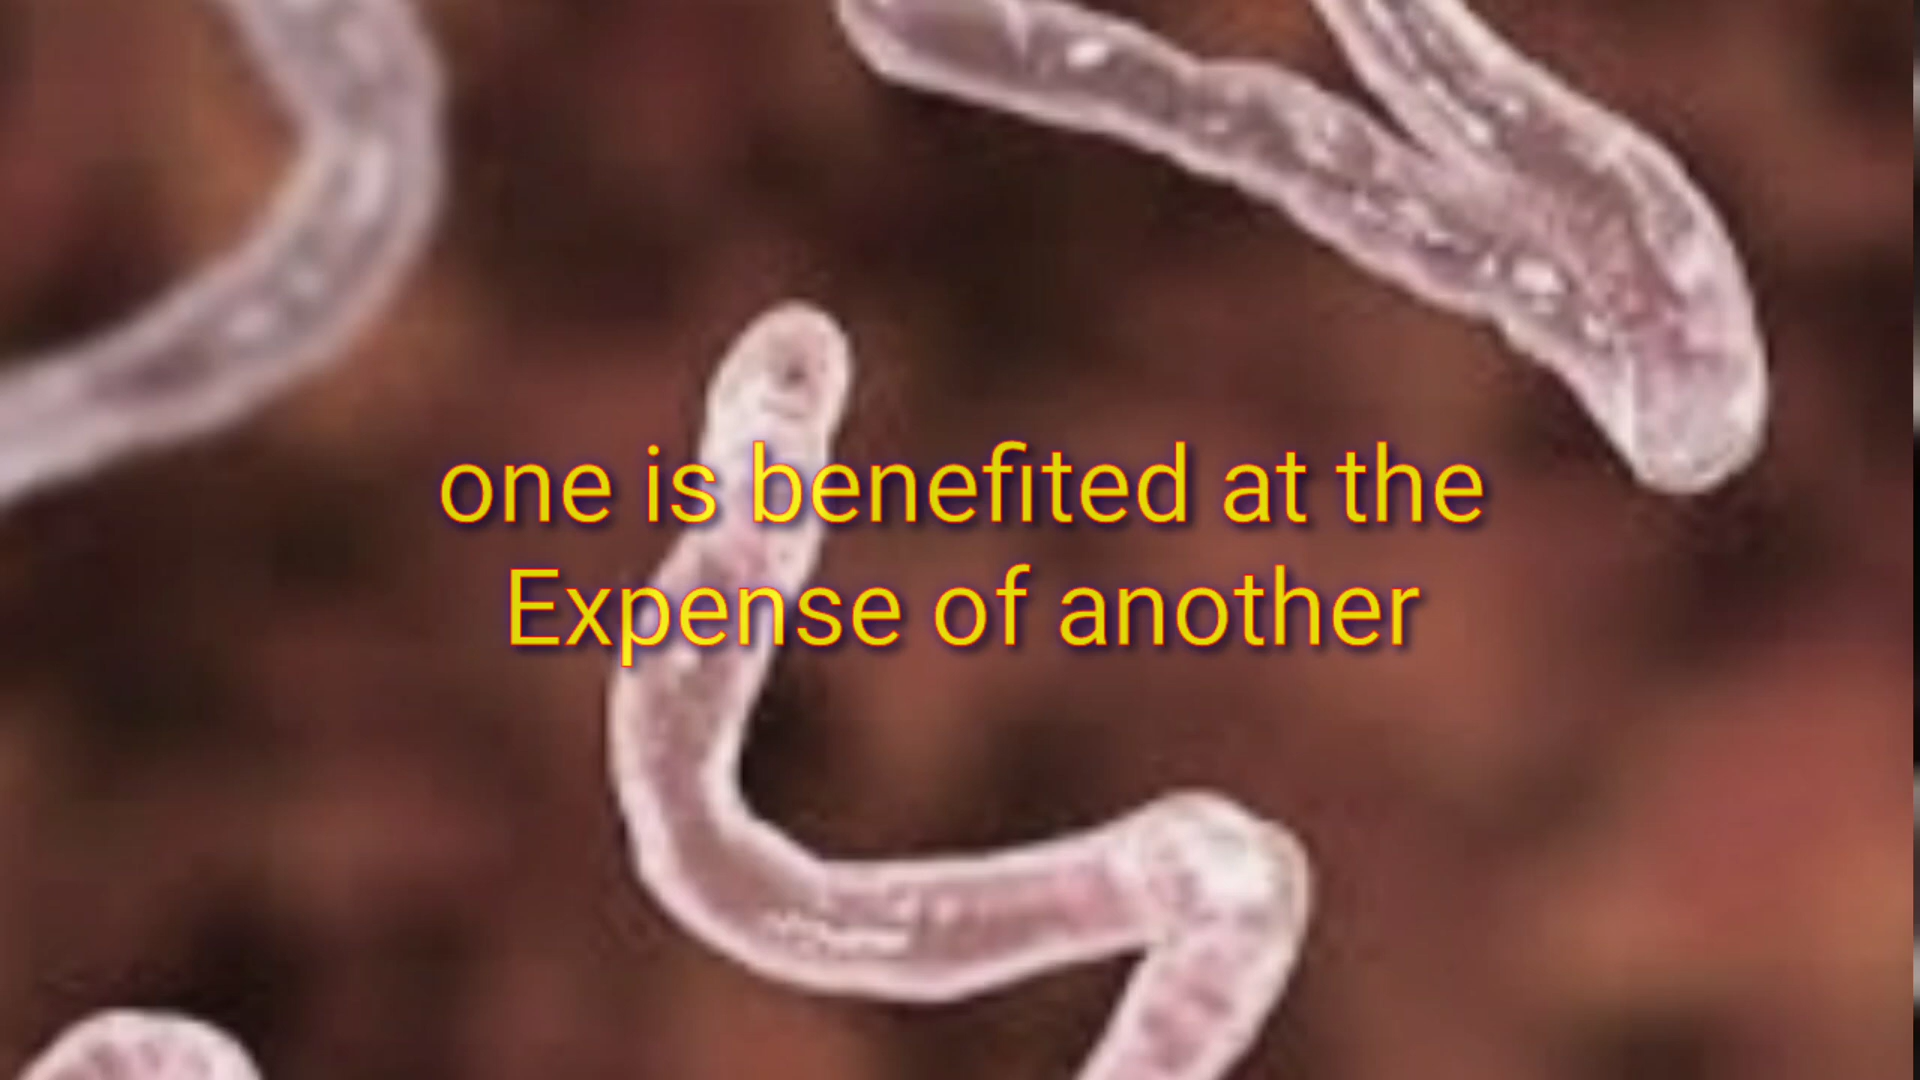 one is benefited at the
Expense of another